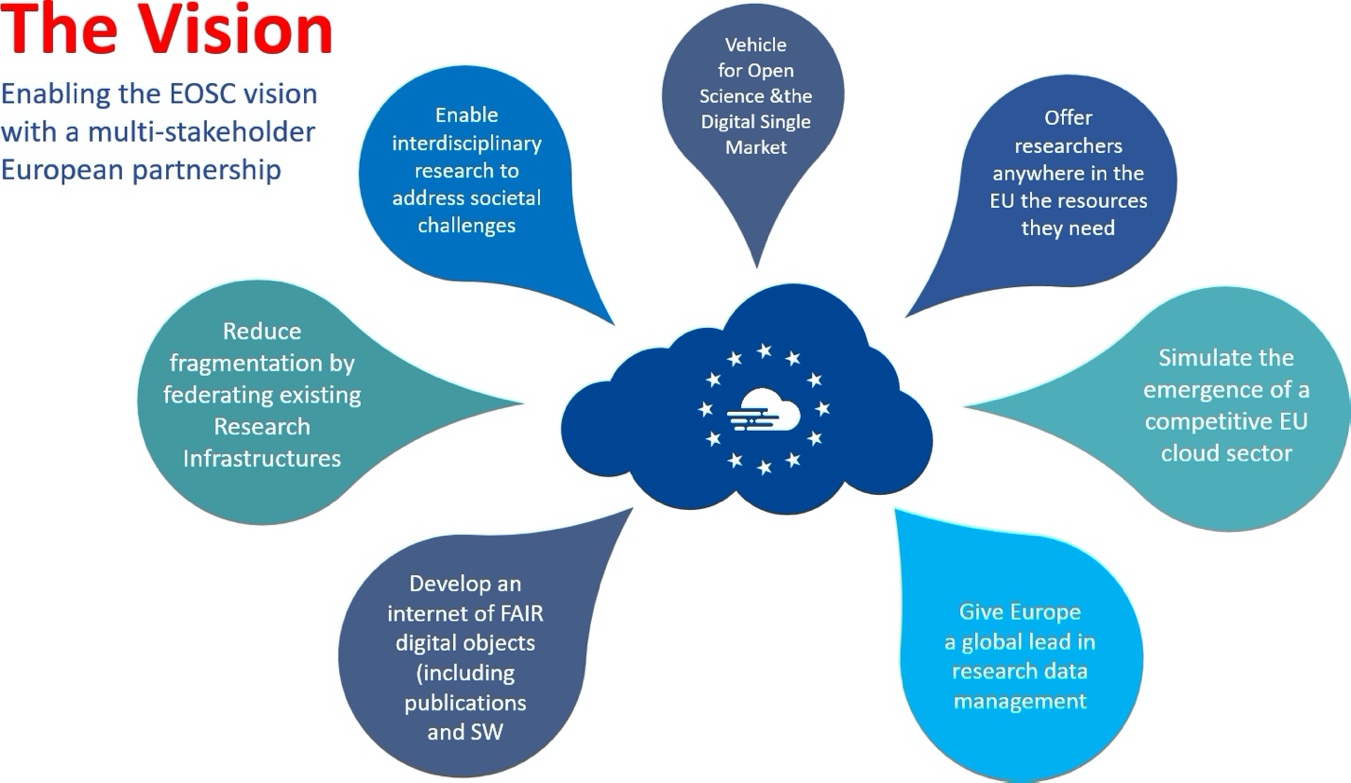 The Vision
Enabling the EOSC vision
with a multi-stakeholder
European partnership
Vehicle
for Open
Science &the
Digital Single
Market
Enable
interdisciplinary
research to
address societal
challenges
Offer
researchers
anywhere in the
EU the resources
they need
Reduce
fragmentation by
federating existing
Research
Infrastructures
Simulate the
emergence of a
competitive EU
cloud sector
Develop an
internet of FAIR
digital objects
(including
publications
and SW
Give Europe
a global lead in
research data
management